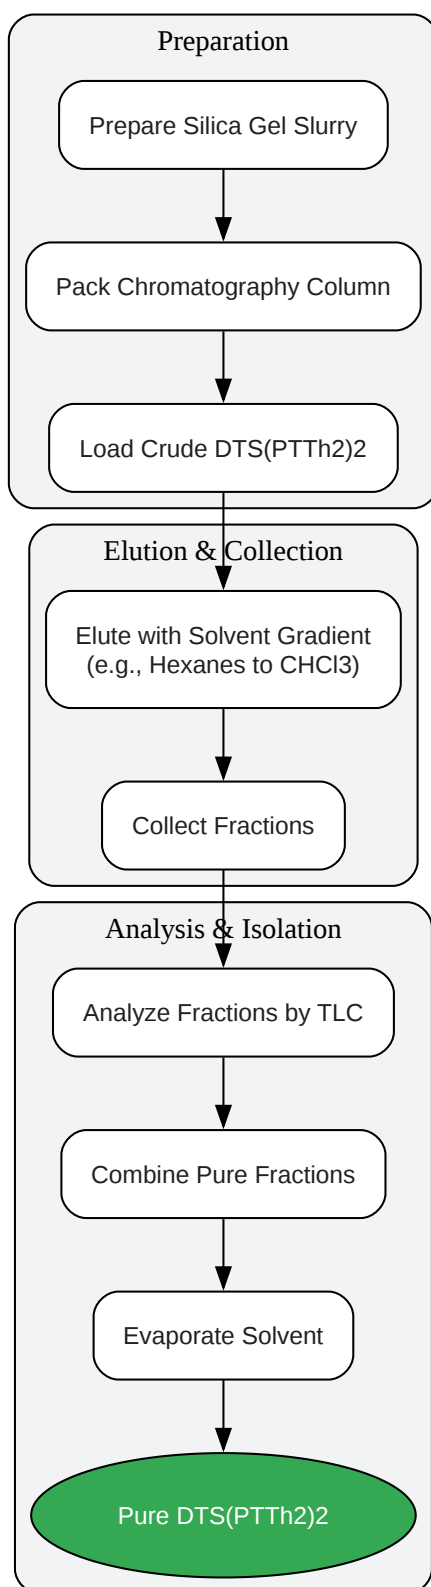 Preparation
Prepare Silica Gel Slurry
Pack Chromatography Column
Load Crude DTS(PTTh2)2
Elution & Collection
Elute with Solvent Gradient
(e.g., Hexanes to CHCl3)
Collect Fractions
Analysis & Isolation
Analyze Fractions by TLC
Combine Pure Fractions
Evaporate Solvent
Pure DTS(PTTh2)2